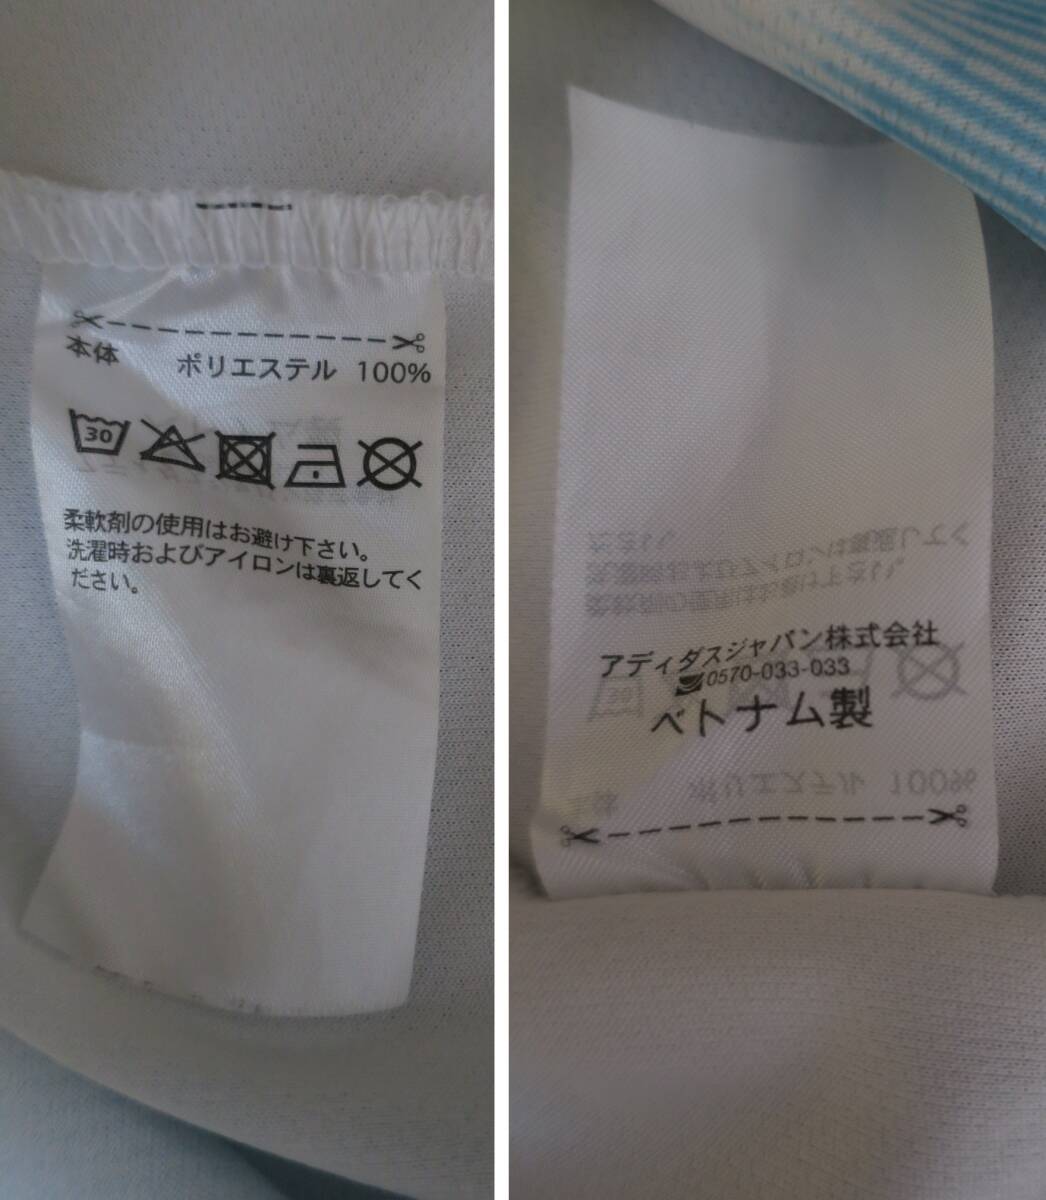 本体 ポリエステル 100%
30
柔軟剤の使用はお避け下さい。
洗濯時およびアイロンは裏返してく
ださい。
アディダスジャパン株式会社
0570-033-033
ベトナム製